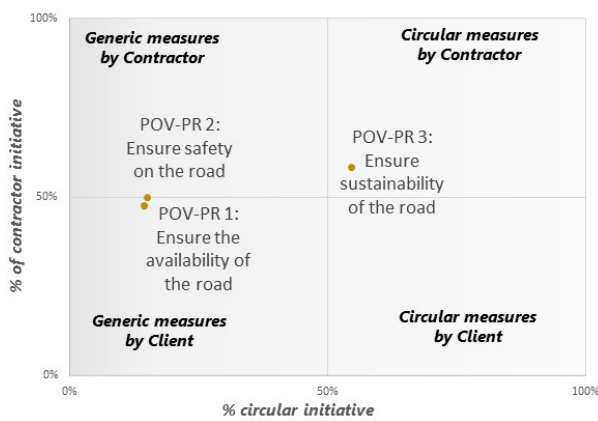 100%
Generic measures
by Contractor
Circular measures
by Contractor
POV-PR 2:
Ensure safety
on the road
POV-PR 3:
Ensure
sustainability
of the road
% of contractor initiative
50%
POV-PR 1:
Ensure the
availability of
the road
Generic measures
by Client
Circular measures
by Client
0%
0%
50%
100%
% circular initiative